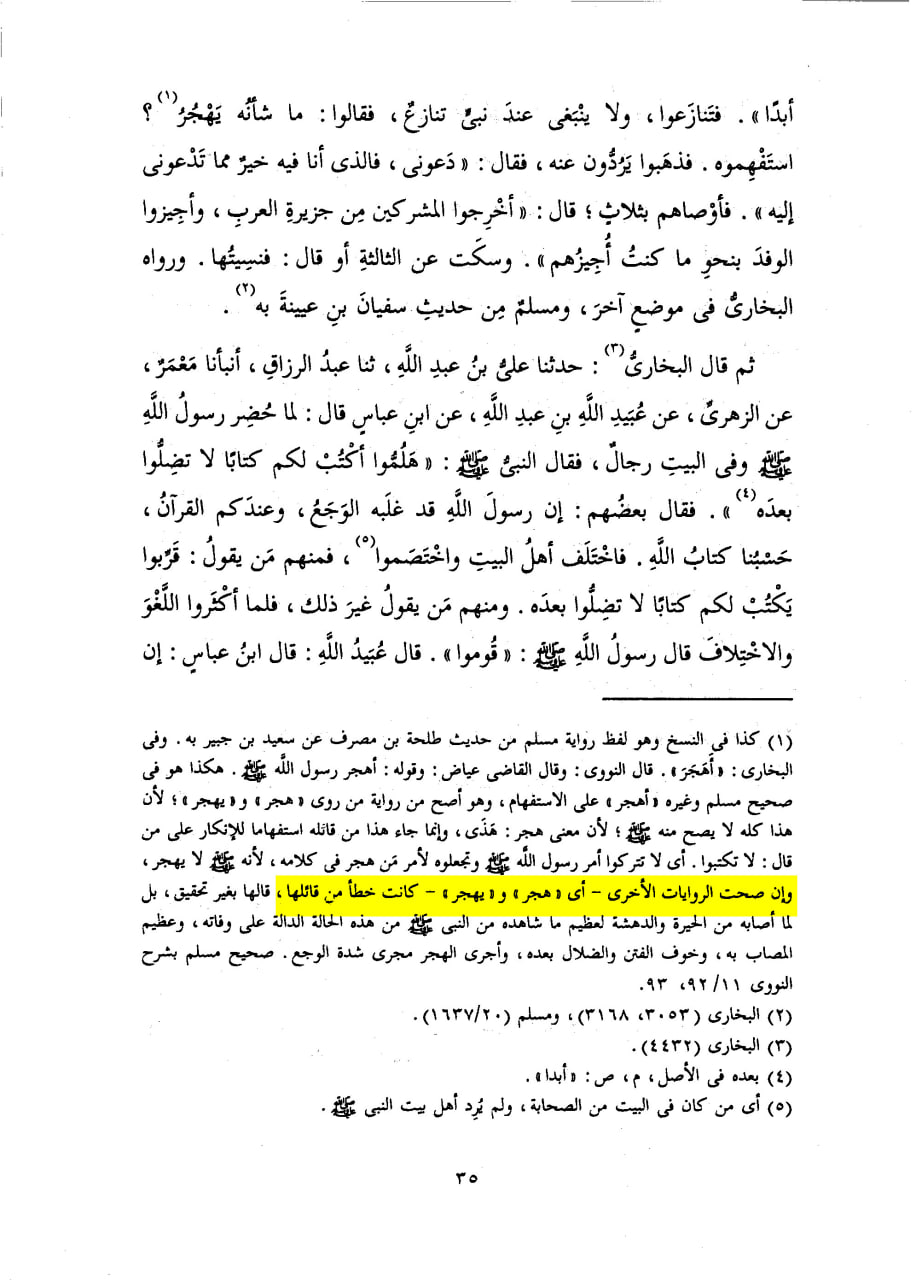 أبدًا» . فتَنازَعوا ، ولا ينْبَغى عندَ نبىٍّ تنازعٌ ، فقالوا : ما شأنُه يَهْجُرُ(١) ؟
استَفْهِموه . فذهَبوا يَرُدُّون عنه ، فقال : « دَعونى ، فالذى أنا فيه خيرٌ مما تَدْعونى
إليه » . فأوْصاهم بثلاثٍ ؛ قال : « أخْرِجوا المشركين مِن جزيرةِ العربِ ، وأجِيزوا
الوفدَ بنحوِ ما كنتُ أُجِيزُهم » . وسكَت عن الثالثةِ أو قال : فنسِيتُها . ورواه
البخارىُّ فى موضعٍ آخرَ ، ومسلمٌ مِن حديثِ سفيانَ بنِ عيينةَ به(٢) .
ثم قال البخارىُّ(٣) : حدثنا علىُّ بنُ عبدِ اللَّهِ ، ثنا عبدُ الرزاقِ ، أنبأنا مَعْمَرٌ ،
عن الزهرىِّ ، عن عُبَيدِ اللَّهِ بنِ عبدِ اللَّهِ ، عن ابنِ عباسٍ قال : لما حُضِر رسولُ اللَّهِ
ﷺ وفى البيتِ رجالٌ ، فقال النبىُّ ﷺ : « هَلُمُّوا أكْتُبْ لكم كتابًا لا تضِلُّوا
بعدَه(٤) » . فقال بعضُهم : إن رسولَ اللَّهِ قد غلَبه الوَجَعُ ، وعندَكم القرآنُ ،
حَسْبُنا كتابُ اللَّهِ . فاخْتَلَف أهلُ البيتِ واخْتَصَموا(٥) ، فمنهم مَن يقولُ : قَرِّبوا
يَكْتُبْ لكم كتابًا لا تضِلُّوا بعدَه . ومنهم مَن يقولُ غيرَ ذلك ، فلما أكْثَروا اللَّغْوَ
والاخْتِلافَ قال رسولُ اللَّهِ ﷺ : « قُوموا » . قال عُبَيدُ اللَّهِ : قال ابنُ عباسٍ : إن
(١) كذا فى النسخ وهو لفظ رواية مسلم من حديث طلحة بن مصرف عن سعيد بن جبير به . وفى
البخارى : « أَهَجَرَ » . قال النووى : وقال القاضى عياض : وقوله : أهجر رسول الله ﷺ . هكذا هو فى
صحيح مسلم وغيره « أهجر » على الاستفهام ، وهو أصح من رواية من روى « هجر » و « يهجر » ؛ لأن
هذا كله لا يصح منه ﷺ ؛ لأن معنى هجر : هَذَى ، وإنما جاء هذا من قائله استفهاما للإنكار على من
قال : لا تكتبوا . أى لا تتركوا أمر رسول الله ﷺ وتجعلوه لأمر مَن هجر فى كلامه ، لأنه ﷺ لا يهجر ،
وإن صحت الروايات الأخرى - أى « هجر » و « يهجر » - كانت خطأ من قائلها ، قالها بغير تحقيق ، بل
لما أصابه من الحيرة والدهشة لعظيم ما شاهده من النبى ﷺ من هذه الحالة الدالة على وفاته ، وعظيم
المصاب به ، وخوف الفتن والضلال بعده ، وأجرى الهجر مجرى شدة الوجع . صحيح مسلم بشرح
النووى ١١/ ٩٢، ٩٣.
(٢) البخارى (٣٠٥٣، ٣١٦٨) ، ومسلم (١٦٣٧/٢٠) .
(٣) البخارى (٤٤٣٢) .
(٤) بعده فى الأصل ، م ، ص : « أبدا » .
(٥) أى من كان فى البيت من الصحابة ، ولم يُرِد أهل بيت النبى ﷺ .
٣٥